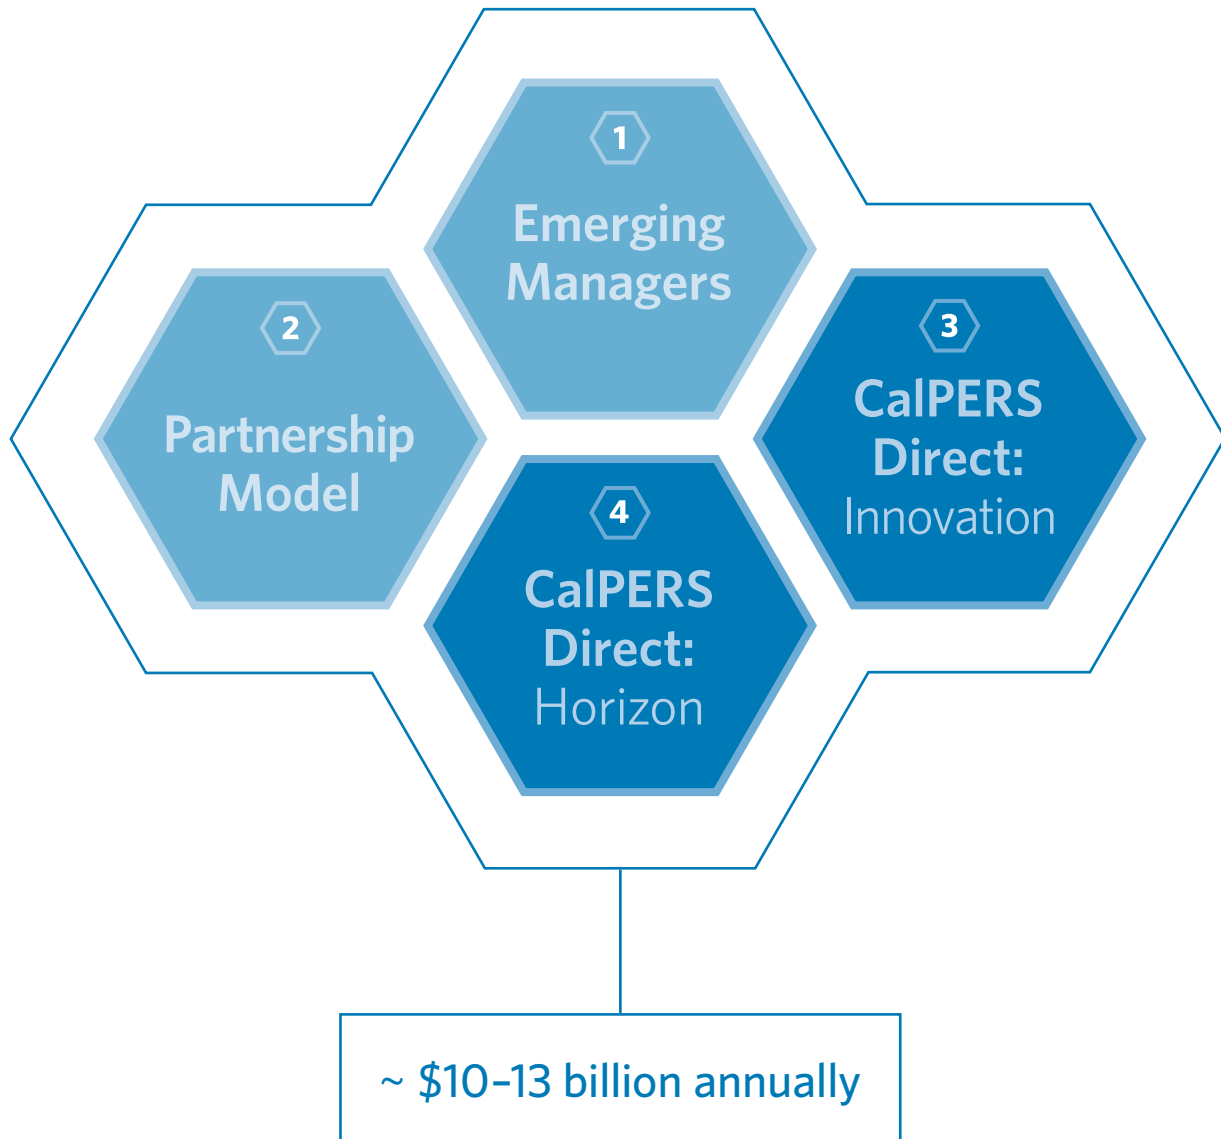 1
Emerging
Managers
2
Partnership
Model
3
CalPERS
Direct:
Innovation
4
CalPERS
Direct:
Horizon
~ $10–13 billion annually